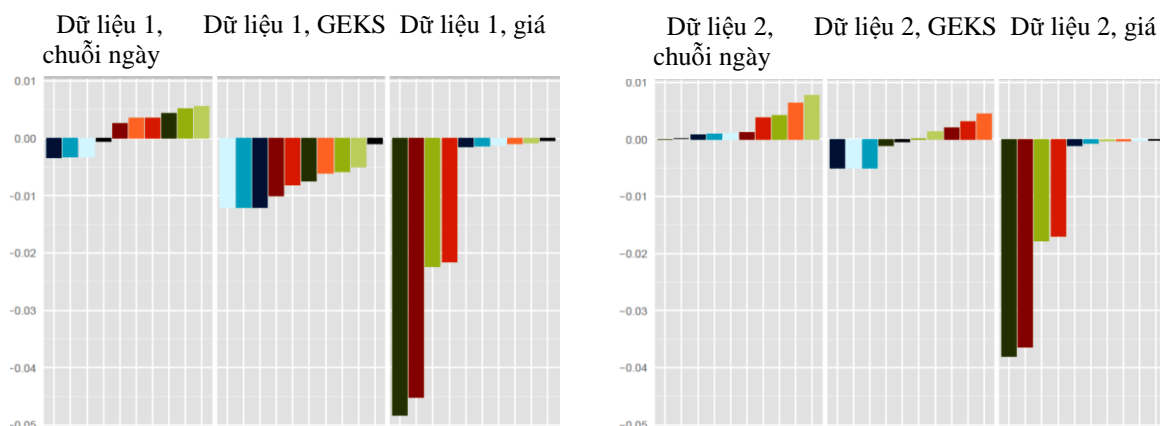 Dữ liệu 1, chuỗi ngày
Dữ liệu 1, GEKS
Dữ liệu 1, giá
0.01
0.00
-0.01
-0.02
-0.03
-0.04
-0.05
Dữ liệu 2, chuỗi ngày
Dữ liệu 2, GEKS
Dữ liệu 2, giá
0.01
0.00
-0.01
-0.02
-0.03
-0.04
-0.05